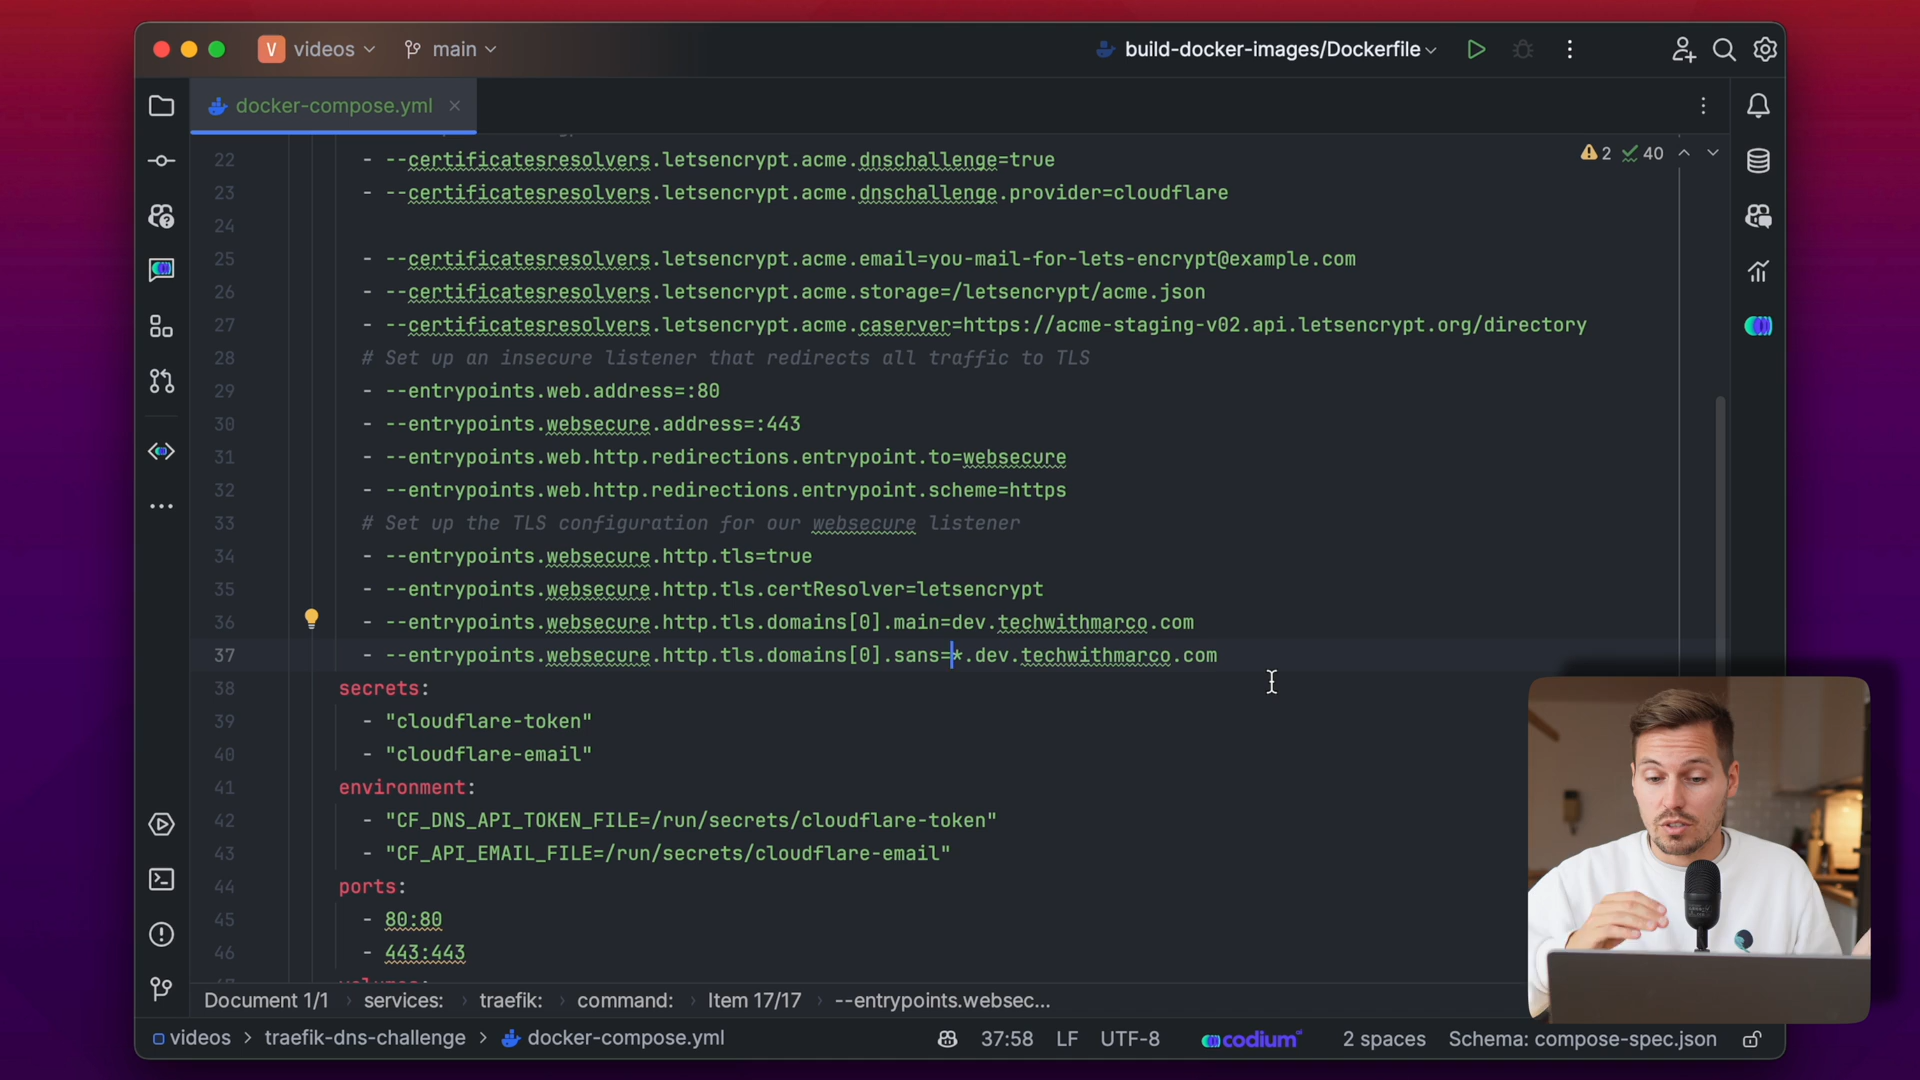 V videos main build-docker-images/Dockerfile
docker-compose.yml
2 40
22 - --certificatesresolvers.letsencrypt.acme.dnschallenge=true
23 - --certificatesresolvers.letsencrypt.acme.dnschallenge.provider=cloudflare
24
25 - --certificatesresolvers.letsencrypt.acme.email=you-mail-for-lets-encrypt@example.com
26 - --certificatesresolvers.letsencrypt.acme.storage=/letsencrypt/acme.json
27 - --certificatesresolvers.letsencrypt.acme.caserver=https://acme-staging-v02.api.letsencrypt.org/directory
28 # Set up an insecure listener that redirects all traffic to TLS
29 - --entrypoints.web.address=:80
30 - --entrypoints.websecure.address=:443
31 - --entrypoints.web.http.redirections.entrypoint.to=websecure
32 - --entrypoints.web.http.redirections.entrypoint.scheme=https
33 # Set up the TLS configuration for our websecure listener
34 - --entrypoints.websecure.http.tls=true
35 - --entrypoints.websecure.http.tls.certResolver=letsencrypt
36 - --entrypoints.websecure.http.tls.domains[0].main=dev.techwithmarco.com
37 - --entrypoints.websecure.http.tls.domains[0].sans=*.dev.techwithmarco.com
38 secrets:
39 - "cloudflare-token"
40 - "cloudflare-email"
41 environment:
42 - "CF_DNS_API_TOKEN_FILE=/run/secrets/cloudflare-token"
43 - "CF_API_EMAIL_FILE=/run/secrets/cloudflare-email"
44 ports:
45 - 80:80
46 - 443:443
Document 1/1 › services: › traefik: › command: › Item 17/17 › --entrypoints.websec...
videos > traefik-dns-challenge > docker-compose.yml 37:58 LF UTF-8 codium 2 spaces Schema: compose-spec.json